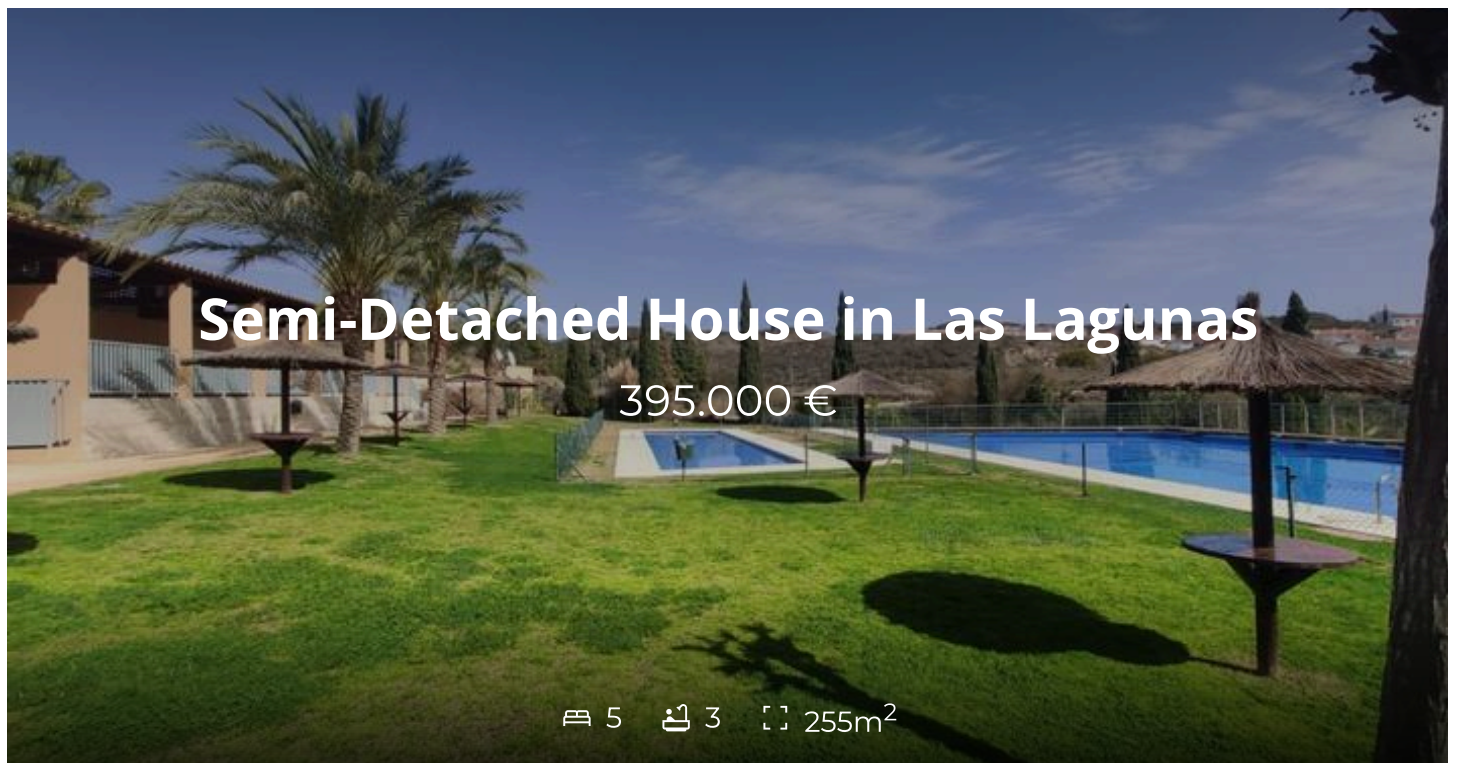 Semi-Detached House in Las Lagunas
395.000 €
5 3 255m²